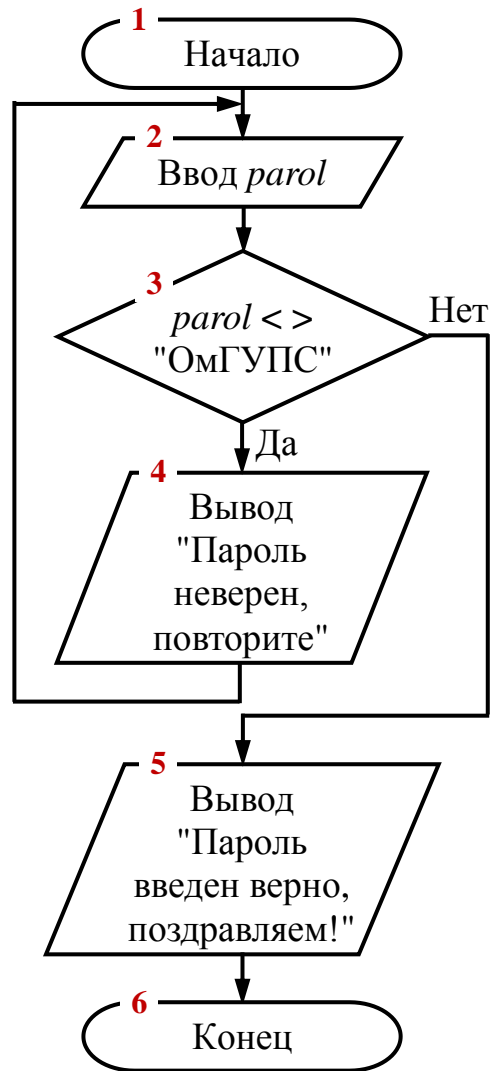 1
Начало
2
Ввод parol
3
parol < >
"ОмГУПС"
Нет
Да
4
Вывод
"Пароль
неверен,
повторите"
5
Вывод
"Пароль
введен верно,
поздравляем!"
6
Конец